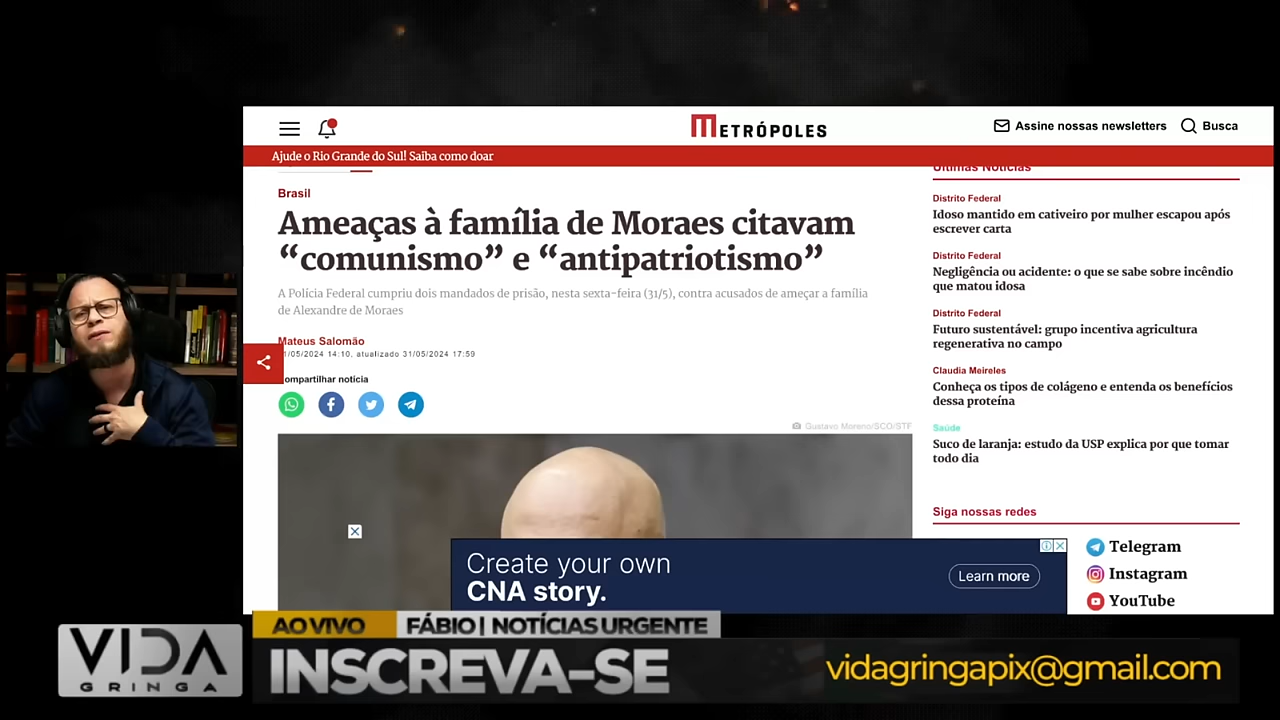 METRÓPOLES
Assine nossas newsletters
Busca
Ajude o Rio Grande do Sul! Saiba como doar
Brasil
Ameaças à família de Moraes citavam
“comunismo” e “antipatriotismo”
A Polícia Federal cumpriu dois mandados de prisão, nesta sexta-feira (31/5), contra acusados de ameçar a família
de Alexandre de Moraes
Mateus Salomão
1/05/2024 14:10, atualizado 31/05/2024 17:59
ompartilhar notícia
Gustavo Moreno/SCO/STF
Últimas Notícias
Distrito Federal
Idoso mantido em cativeiro por mulher escapou após
escrever carta
Distrito Federal
Negligência ou acidente: o que se sabe sobre incêndio
que matou idosa
Distrito Federal
Futuro sustentável: grupo incentiva agricultura
regenerativa no campo
Claudia Meireles
Conheça os tipos de colágeno e entenda os benefícios
dessa proteína
Saúde
Suco de laranja: estudo da USP explica por que tomar
todo dia
Siga nossas redes
Telegram
Instagram
YouTube
Create your own
CNA story.
Learn more
VIDA
GRINGA
AO VIVO
FÁBIO | NOTÍCIAS URGENTE
INSCREVA-SE
vidagringapix@gmail.com